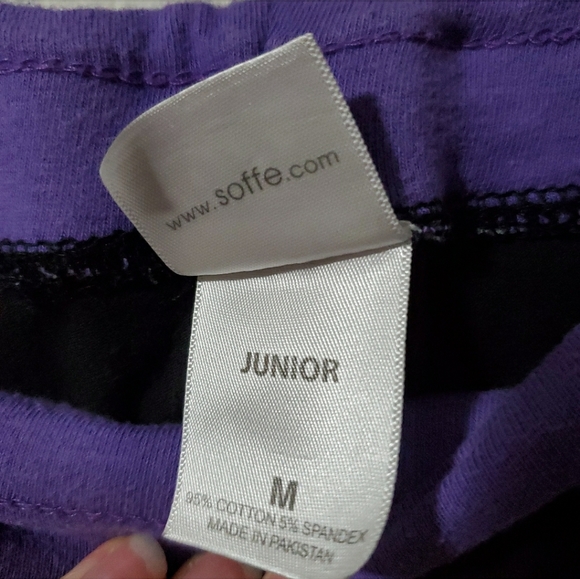 www.soffe.com
JUNIOR
M
95% COTTON 5% SPANDEX
MADE IN PAKISTAN